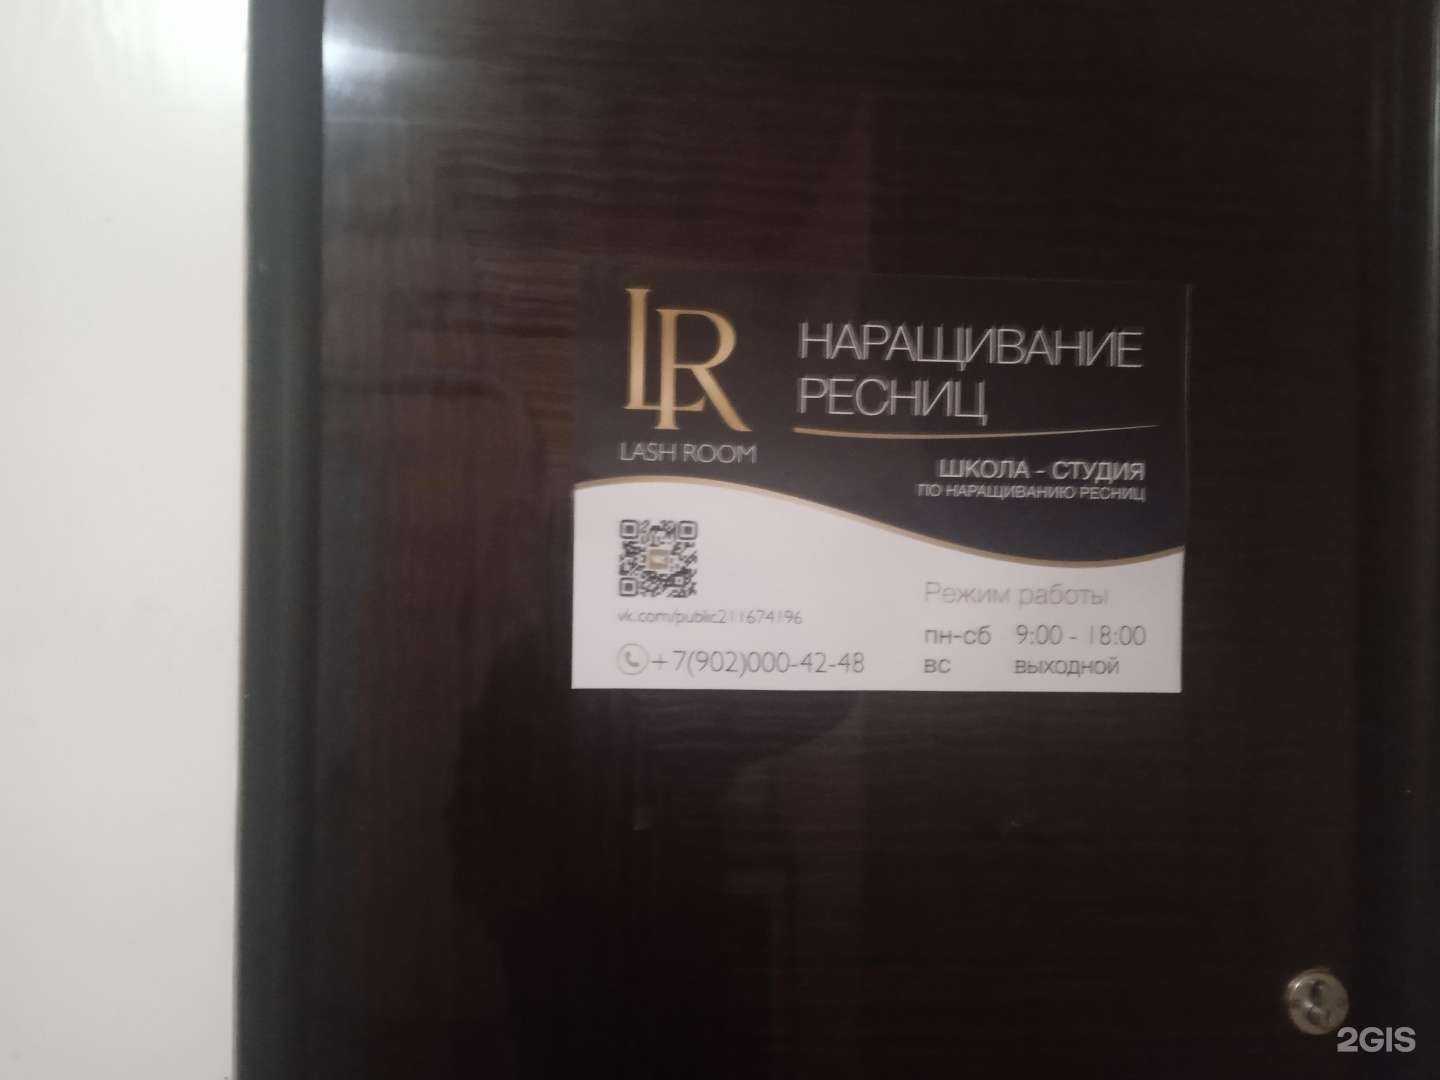 LR
LASH ROOM
НАРАЩИВАНИЕ
РЕСНИЦ
ШКОЛА - СТУДИЯ
ПО НАРАЩИВАНИЮ РЕСНИЦ
vk.com/public211674196
+7(902)000-42-48
Режим работы
пн-сб 9:00 - 18:00
вс выходной
2GIS